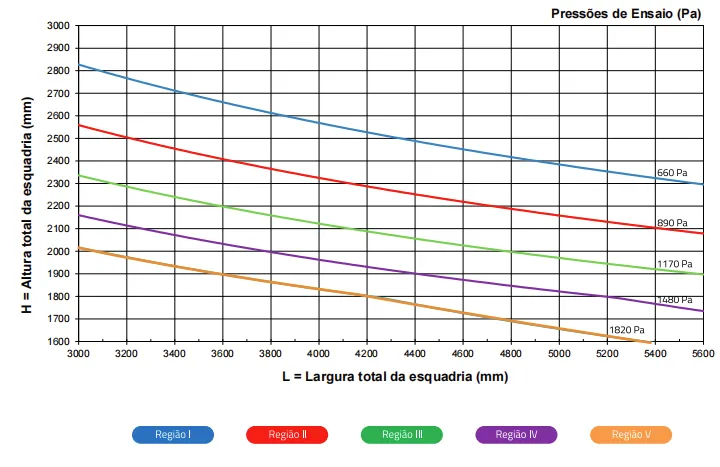 Pressões de Ensaio (Pa)
H = Altura total da esquadria (mm)
3000
2900
2800
2700
2600
2500
2400
2300
2200
2100
2000
1900
1800
1700
1600
660 Pa
890 Pa
1170 Pa
1480 Pa
1820 Pa
3000 3200 3400 3600 3800 4000 4200 4400 4600 4800 5000 5200 5400 5600
L = Largura total da esquadria (mm)
Região I Região II Região III Região IV Região V